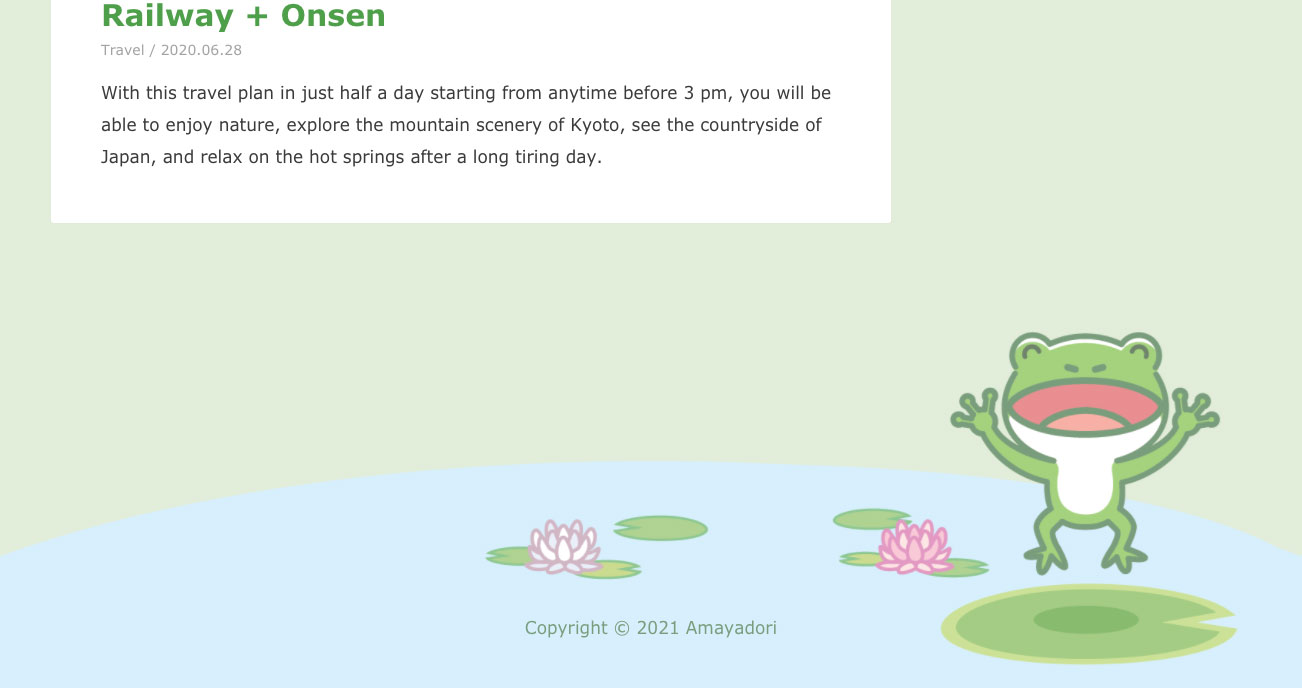 Railway + Onsen
Travel / 2020.06.28
With this travel plan in just half a day starting from anytime before 3 pm, you will be
able to enjoy nature, explore the mountain scenery of Kyoto, see the countryside of
Japan, and relax on the hot springs after a long tiring day.
Copyright © 2021 Amayadori